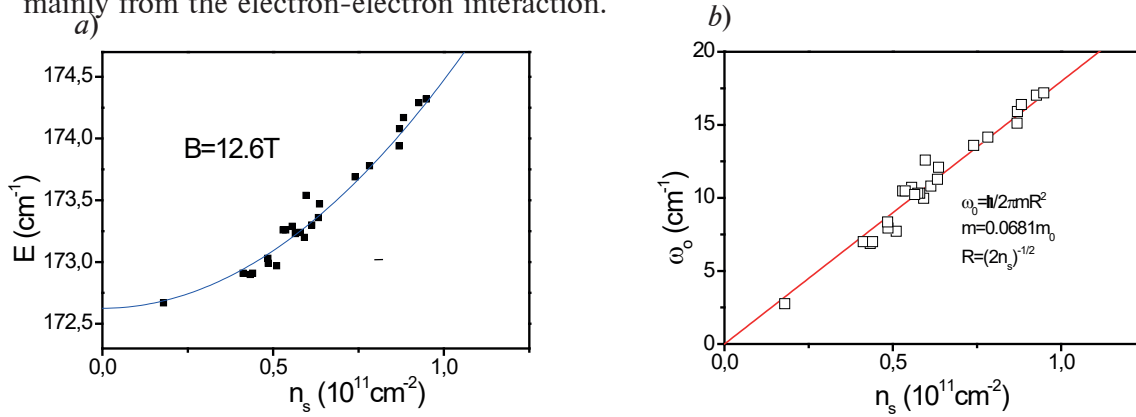 mainly from the electron-electron interaction.
a)
b)
174,5
174,0
173,5
173,0
172,5
E (cm⁻¹)
B=12.6T
0,0
0,5
1,0
nₛ (10¹¹cm⁻²)
20
15
10
5
0
ω₀ (cm⁻¹)
ω₀=ħ/2πmR²
m=0.0681m₀
R=(2nₛ)⁻¹/²
0,0
0,5
1,0
nₛ (10¹¹cm⁻²)